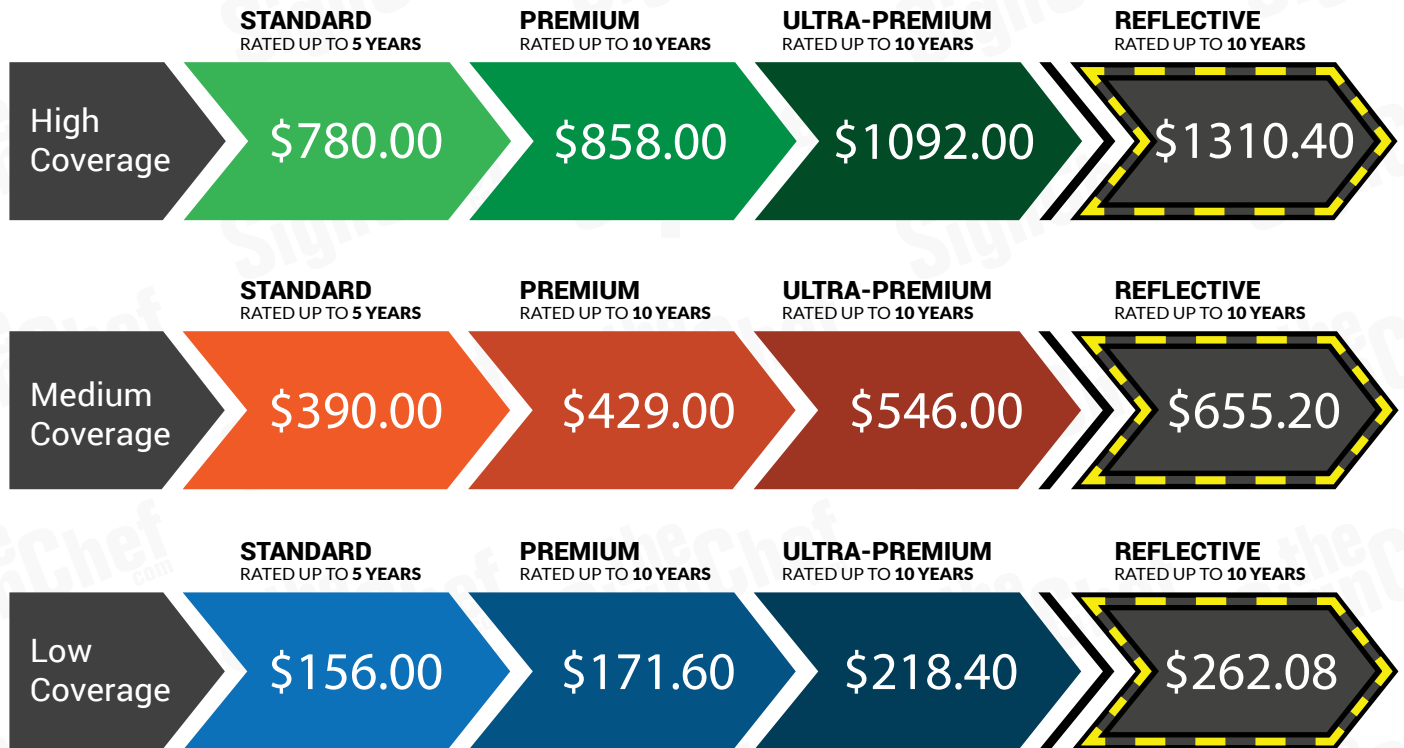 STANDARD PREMIUM ULTRA-PREMIUM REFLECTIVE
RATED UP TO 5 YEARS RATED UP TO 10 YEARS RATED UP TO 10 YEARS RATED UP TO 10 YEARS
High
Coverage
$780.00 $858.00 $1092.00 $1310.40
STANDARD PREMIUM ULTRA-PREMIUM REFLECTIVE
RATED UP TO 5 YEARS RATED UP TO 10 YEARS RATED UP TO 10 YEARS RATED UP TO 10 YEARS
Medium
Coverage
$390.00 $429.00 $546.00 $655.20
STANDARD PREMIUM ULTRA-PREMIUM REFLECTIVE
RATED UP TO 5 YEARS RATED UP TO 10 YEARS RATED UP TO 10 YEARS RATED UP TO 10 YEARS
Low
Coverage
$156.00 $171.60 $218.40 $262.08